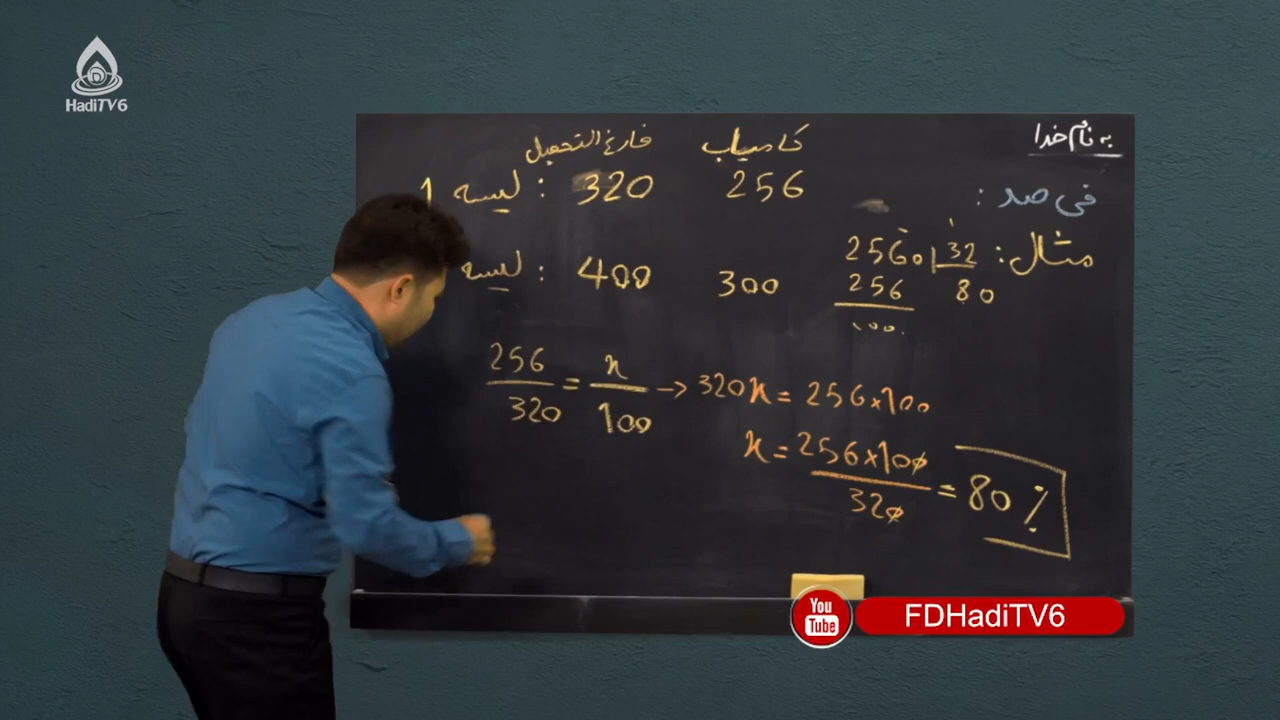 HadiTV6
به نام خدا
فی صد :
کامیاب فارغ التحصیل
لیسه 1 : 320 256
لیسه : 400 300
مثال :
2560 32
256 80
000
256/320 = x/100 → 320x = 256×100
x = 256×100/320 = 80 %
You Tube FDHadiTV6